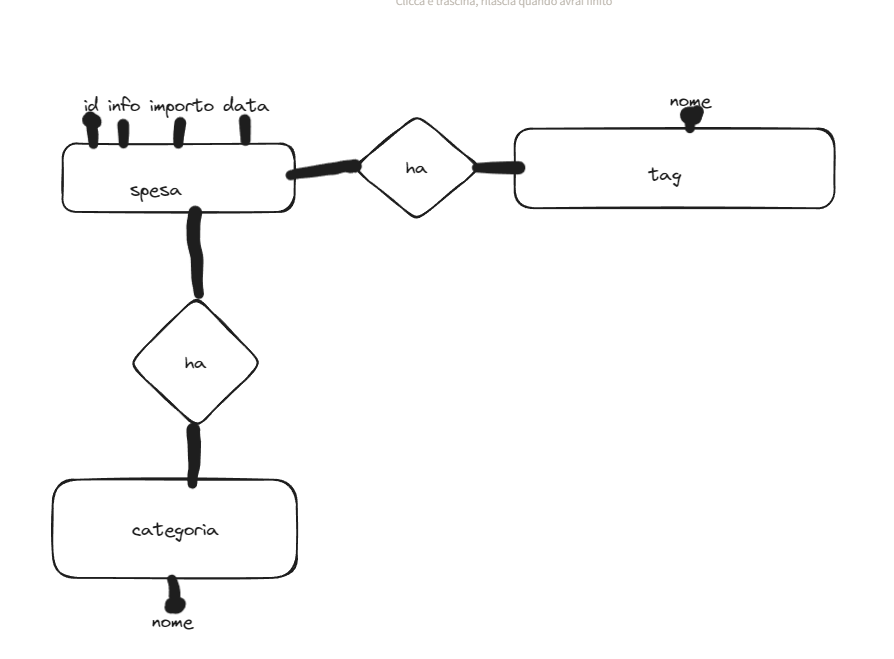 Clicca e trascina, rilascia quando avrai finito
id info importo data
nome
spesa
ha
tag
ha
categoria
nome